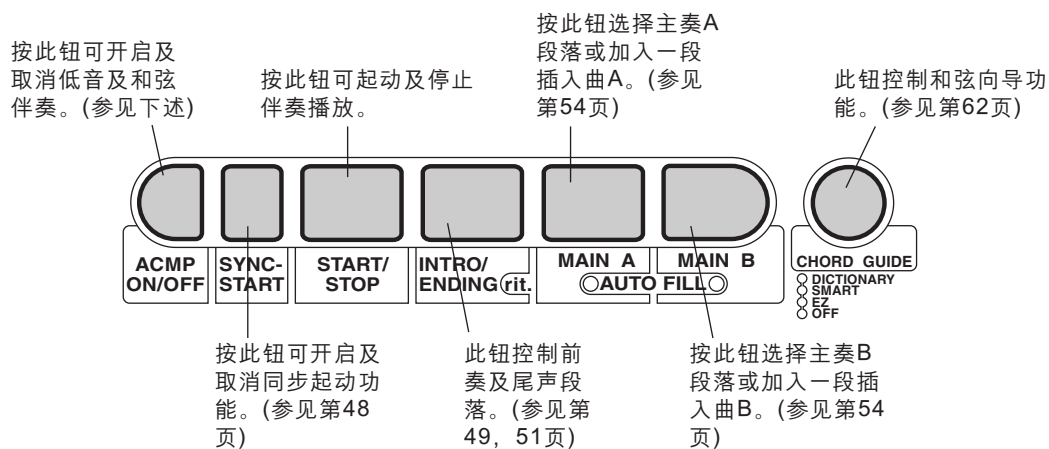 按此钮可开启及
取消低音及和弦
伴奏。(参见下述)
按此钮可起动及停止
伴奏播放。
按此钮选择主奏A
段落或加入一段
插入曲A。(参见
第54页)
此钮控制和弦向导功
能。(参见第62页)
ACMP
ON/OFF
SYNC-
START
START/
STOP
INTRO/
ENDING rit.
MAIN A
MAIN B
AUTO FILL
CHORD GUIDE
DICTIONARY
SMART
EZ
OFF
按此钮可开启及
取消同步起动功
能。(参见第48
页)
此钮控制前
奏及尾声段
落。(参见第
49, 51页)
按此钮选择主奏B
段落或加入一段插
入曲B。(参见第54
页)